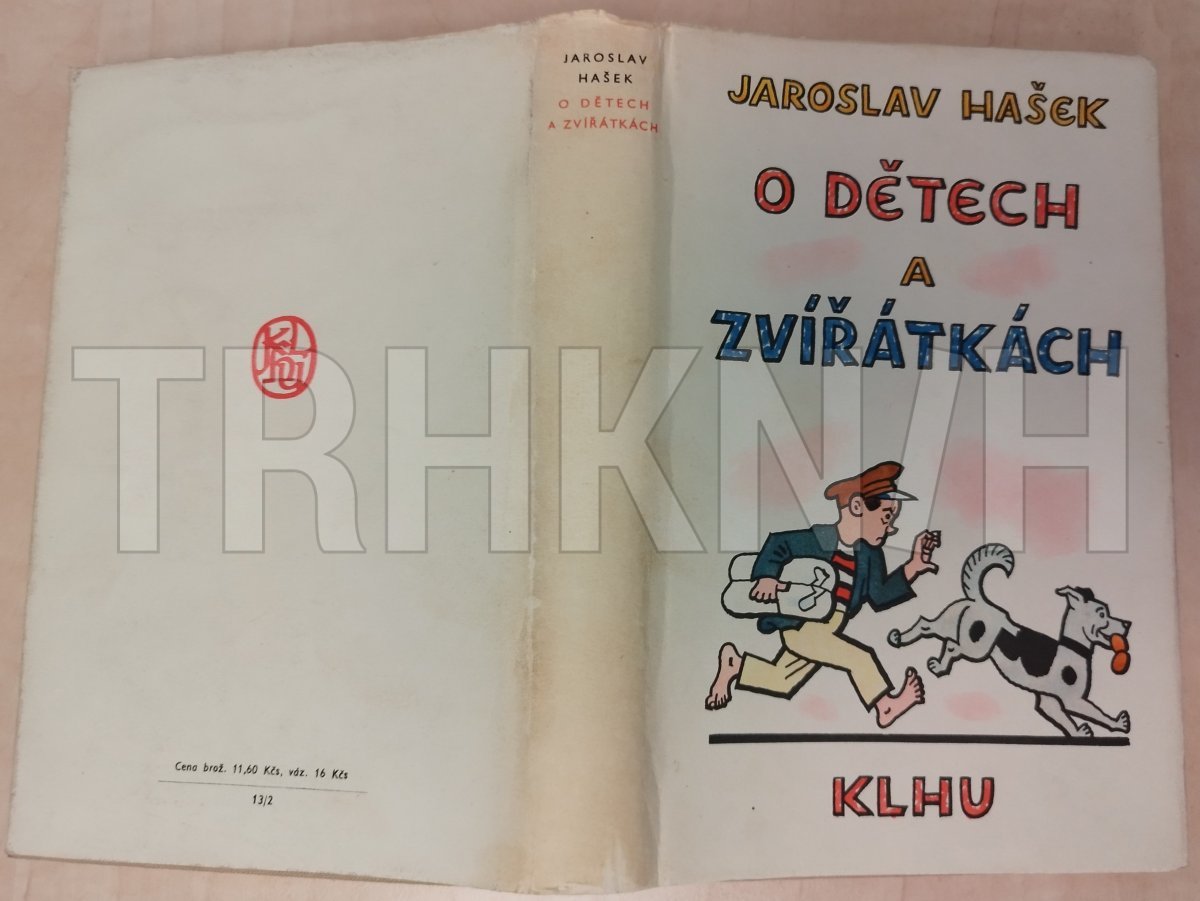 JAROSLAV
HAŠEK
O DĚTECH
A ZVÍŘÁTKÁCH
JAROSLAV HAŠEK
O DĚTECH
A
ZVÍŘÁTKÁCH
KLHU
TRHKNIH
KLHU
Cena brož. 11,60 Kčs, váz. 16 Kčs
13/2